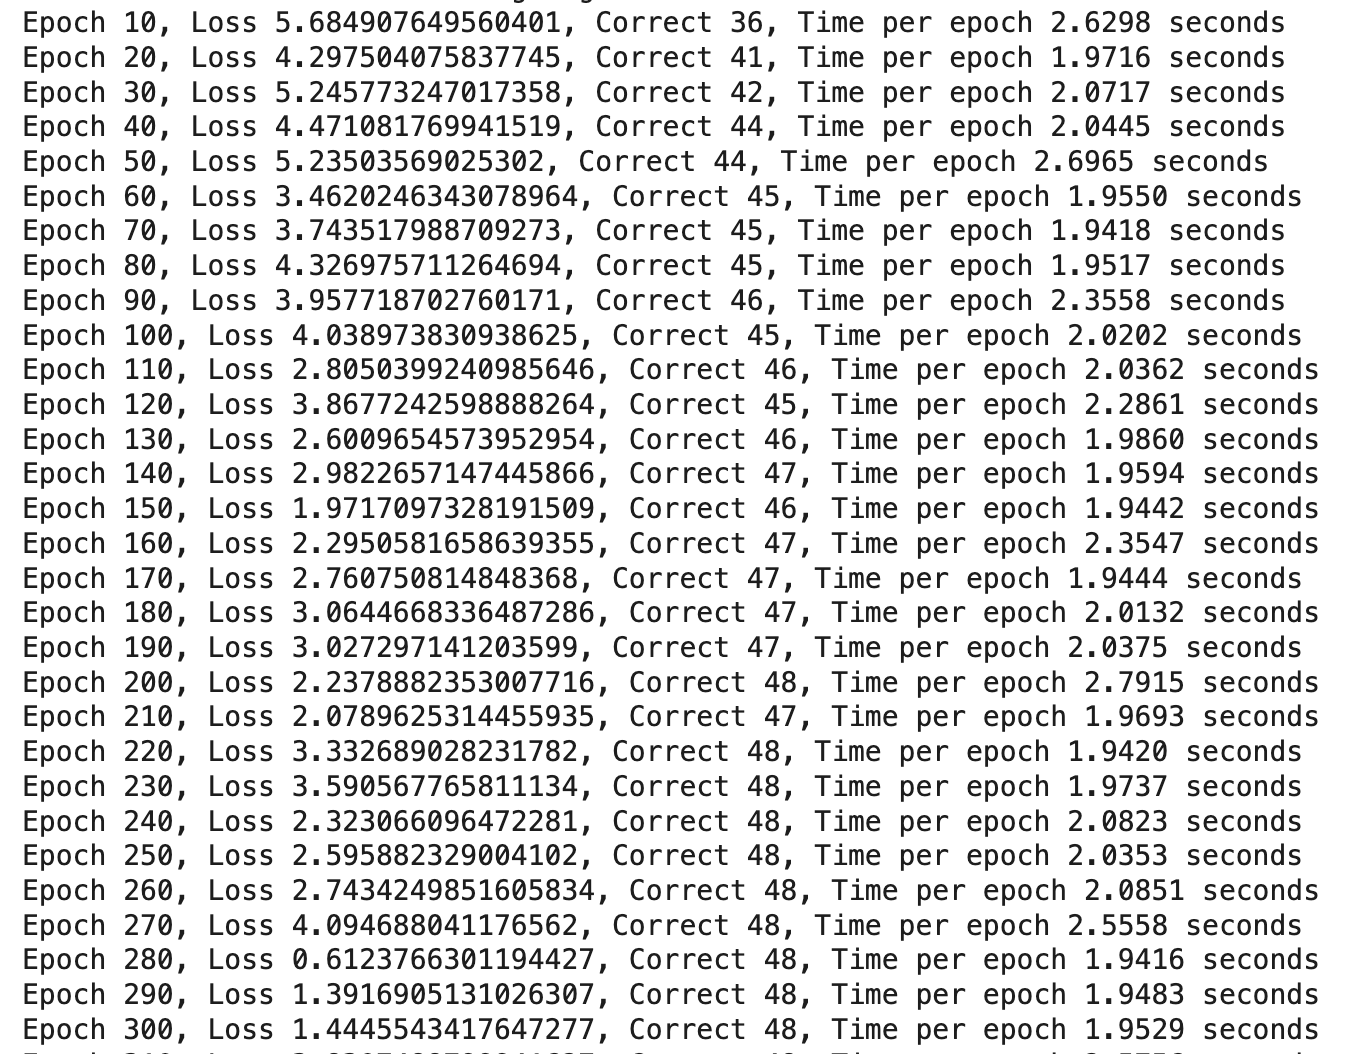 Epoch 10, Loss 5.684907649560401, Correct 36, Time per epoch 2.6298 seconds
Epoch 20, Loss 4.297504075837745, Correct 41, Time per epoch 1.9716 seconds
Epoch 30, Loss 5.245773247017358, Correct 42, Time per epoch 2.0717 seconds
Epoch 40, Loss 4.471081769941519, Correct 44, Time per epoch 2.0445 seconds
Epoch 50, Loss 5.23503569025302, Correct 44, Time per epoch 2.6965 seconds
Epoch 60, Loss 3.4620246343078964, Correct 45, Time per epoch 1.9550 seconds
Epoch 70, Loss 3.743517988709273, Correct 45, Time per epoch 1.9418 seconds
Epoch 80, Loss 4.326975711264694, Correct 45, Time per epoch 1.9517 seconds
Epoch 90, Loss 3.957718702760171, Correct 46, Time per epoch 2.3558 seconds
Epoch 100, Loss 4.038973830938625, Correct 45, Time per epoch 2.0202 seconds
Epoch 110, Loss 2.8050399240985646, Correct 46, Time per epoch 2.0362 seconds
Epoch 120, Loss 3.8677242598888264, Correct 45, Time per epoch 2.2861 seconds
Epoch 130, Loss 2.6009654573952954, Correct 46, Time per epoch 1.9860 seconds
Epoch 140, Loss 2.9822657147445866, Correct 47, Time per epoch 1.9594 seconds
Epoch 150, Loss 1.9717097328191509, Correct 46, Time per epoch 1.9442 seconds
Epoch 160, Loss 2.2950581658639355, Correct 47, Time per epoch 2.3547 seconds
Epoch 170, Loss 2.760750814848368, Correct 47, Time per epoch 1.9444 seconds
Epoch 180, Loss 3.0644668336487286, Correct 47, Time per epoch 2.0132 seconds
Epoch 190, Loss 3.027297141203599, Correct 47, Time per epoch 2.0375 seconds
Epoch 200, Loss 2.2378882353007716, Correct 48, Time per epoch 2.7915 seconds
Epoch 210, Loss 2.0789625314455935, Correct 47, Time per epoch 1.9693 seconds
Epoch 220, Loss 3.332689028231782, Correct 48, Time per epoch 1.9420 seconds
Epoch 230, Loss 3.590567765811134, Correct 48, Time per epoch 1.9737 seconds
Epoch 240, Loss 2.323066096472281, Correct 48, Time per epoch 2.0823 seconds
Epoch 250, Loss 2.595882329004102, Correct 48, Time per epoch 2.0353 seconds
Epoch 260, Loss 2.7434249851605834, Correct 48, Time per epoch 2.0851 seconds
Epoch 270, Loss 4.094688041176562, Correct 48, Time per epoch 2.5558 seconds
Epoch 280, Loss 0.6123766301194427, Correct 48, Time per epoch 1.9416 seconds
Epoch 290, Loss 1.3916905131026307, Correct 48, Time per epoch 1.9483 seconds
Epoch 300, Loss 1.4445543417647277, Correct 48, Time per epoch 1.9529 seconds